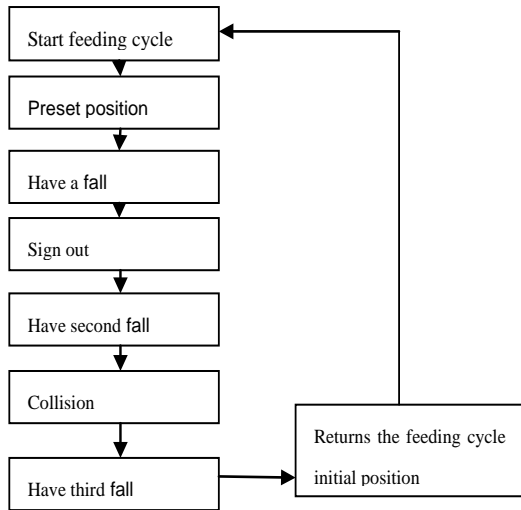 Start feeding cycle
Preset position
Have a fall
Sign out
Have second fall
Collision
Have third fall
Returns the feeding cycle
initial position